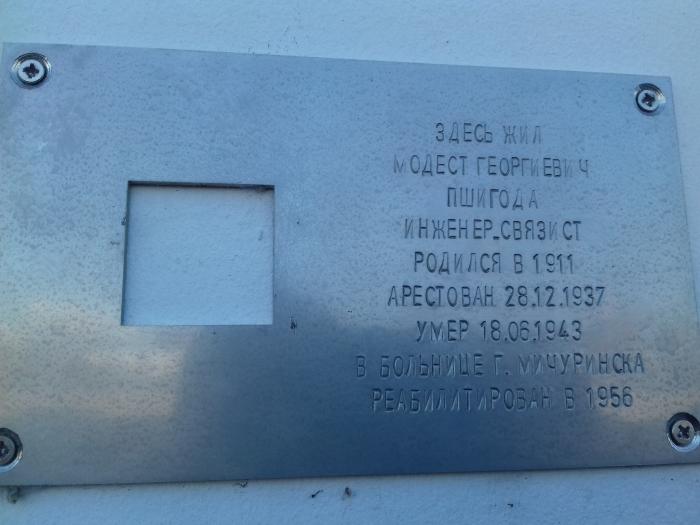 ЗДЕСЬ ЖИЛ
МОДЕСТ ГЕОРГИЕВИЧ
ПШИГОДА
ИНЖЕНЕР-СВЯЗИСТ
РОДИЛСЯ В 1911
АРЕСТОВАН 28.12.1937
УМЕР 18.06.1943
В БОЛЬНИЦЕ Г. МИЧУРИНСКА
РЕАБИЛИТИРОВАН В 1956